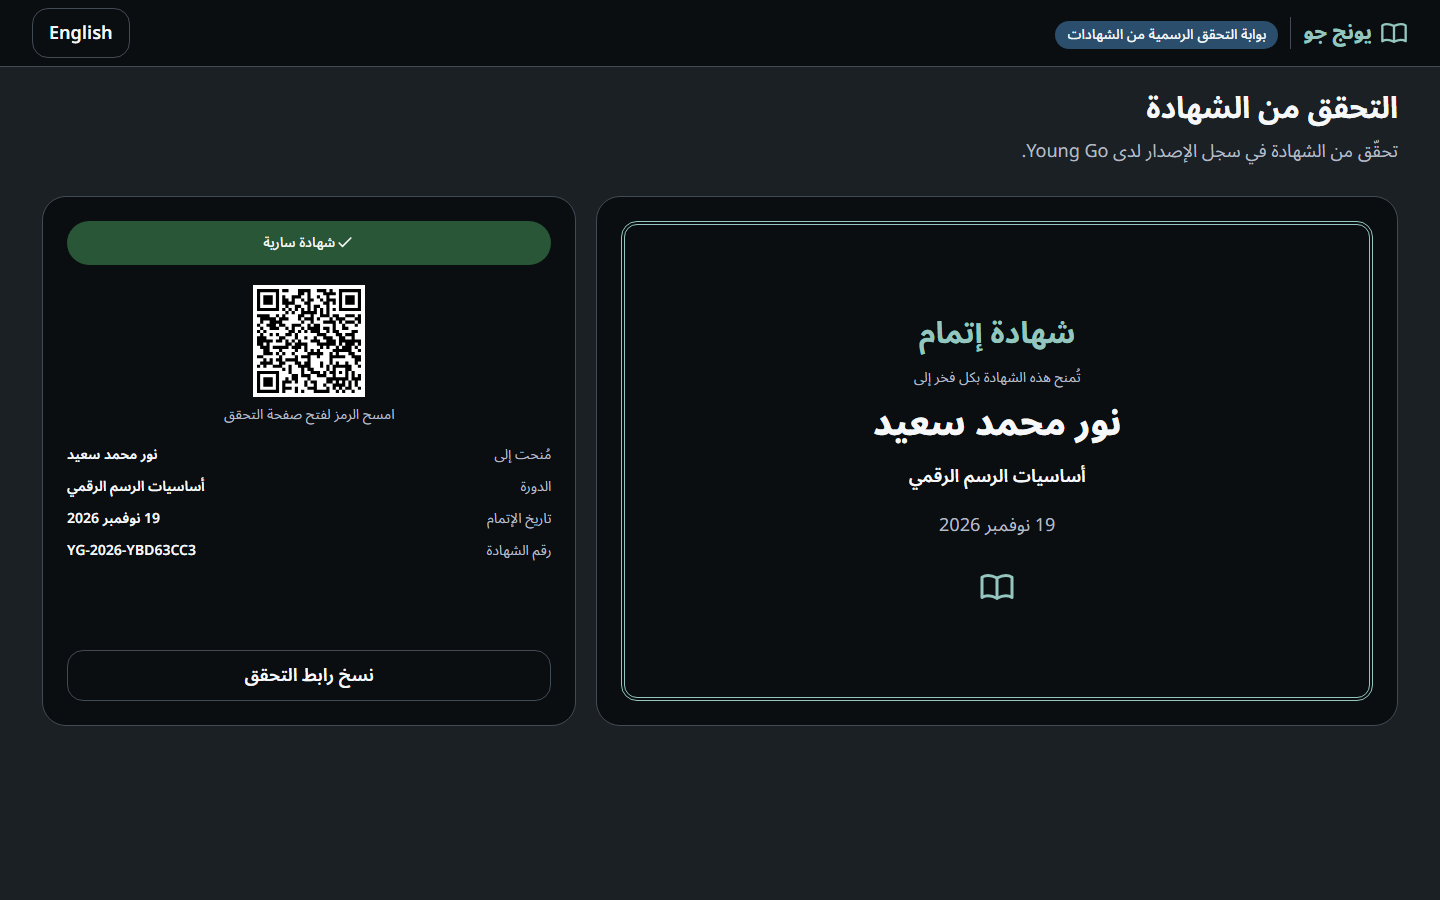 يونج جو
بوابة التحقق الرسمية من الشهادات
English
التحقق من الشهادة
تحقّق من الشهادة في سجل الإصدار لدى Young Go.
شهادة إتمام
تُمنح هذه الشهادة بكل فخر إلى
نور محمد سعيد
أساسيات الرسم الرقمي
19 نوفمبر 2026
شهادة سارية
امسح الرمز لفتح صفحة التحقق
مُنحت إلى نور محمد سعيد
الدورة أساسيات الرسم الرقمي
تاريخ الإتمام 19 نوفمبر 2026
رقم الشهادة YG-2026-YBD63CC3
نسخ رابط التحقق